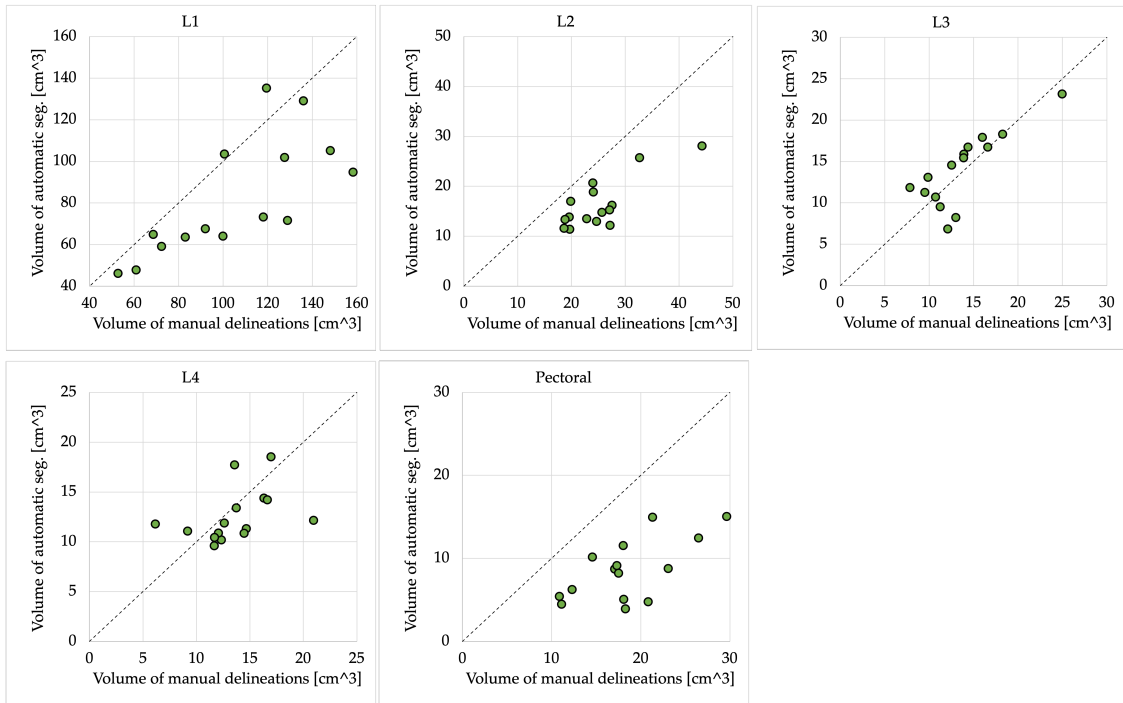 L1
160
140
120
100
80
60
40
40 60 80 100 120 140 160
Volume of automatic seg. [cm^3]
Volume of manual delineations [cm^3]
L2
50
40
30
20
10
0
0 10 20 30 40 50
Volume of automatic seg. [cm^3]
Volume of manual delineations [cm^3]
L3
30
25
20
15
10
5
0
0 5 10 15 20 25 30
Volume of automatic seg. [cm^3]
Volume of manual delineations [cm^3]
L4
25
20
15
10
5
0
0 5 10 15 20 25
Volume of automatic seg. [cm^3]
Volume of manual delineations [cm^3]
Pectoral
30
20
10
0
0 10 20 30
Volume of automatic seg. [cm^3]
Volume of manual delineations [cm^3]